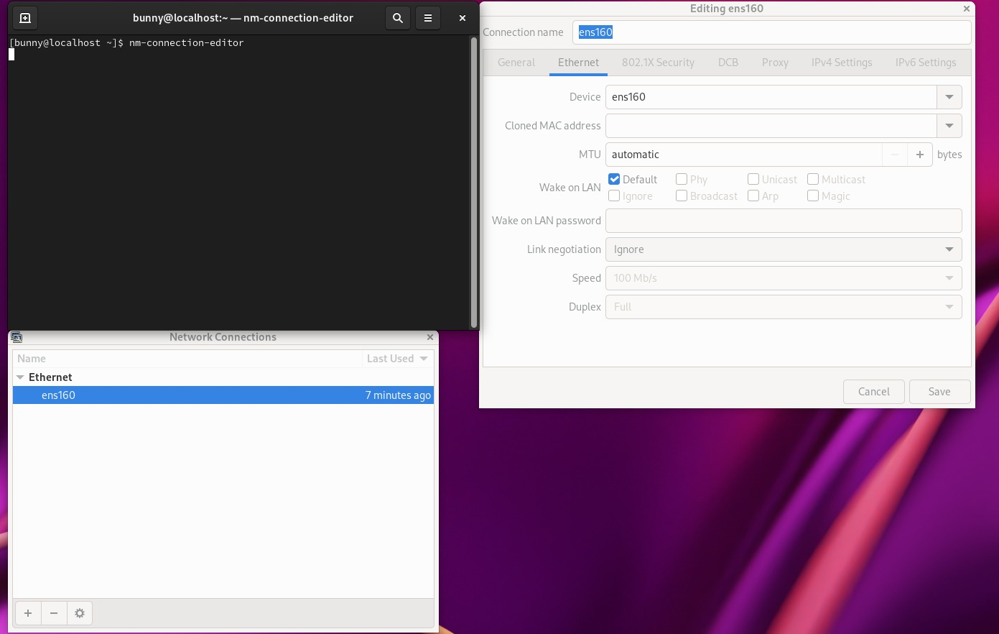 bunny@localhost:~ — nm-connection-editor
[bunny@localhost ~]$ nm-connection-editor
Editing ens160
Connection name ens160
General Ethernet 802.1X Security DCB Proxy IPv4 Settings IPv6 Settings
Device ens160
Cloned MAC address
MTU automatic bytes
Wake on LAN
Default Phy Unicast Multicast
Ignore Broadcast Arp Magic
Wake on LAN password
Link negotiation Ignore
Speed 100 Mb/s
Duplex Full
Cancel Save
Network Connections
Name Last Used
Ethernet
ens160 7 minutes ago